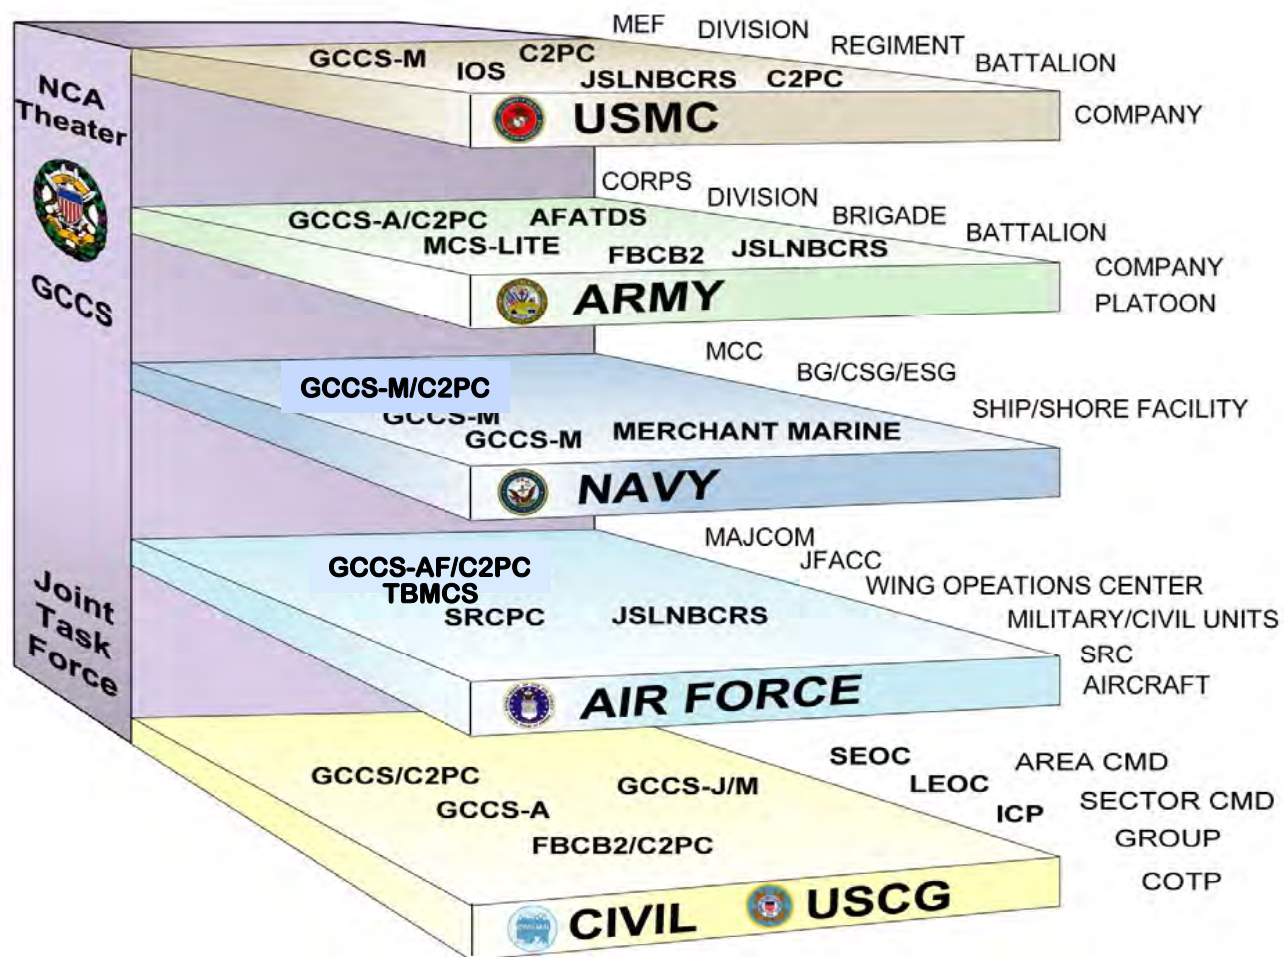 NCA
Theater
GCCS
Joint
Task
Force
MEF
DIVISION
REGIMENT
BATTALION
COMPANY
GCCS-M
IOS
C2PC
JSLNBCRS
C2PC
USMC
CORPS
DIVISION
BRIGADE
BATTALION
COMPANY
PLATOON
GCCS-A/C2PC
AFATDS
MCS-LITE
FBCB2
JSLNBCRS
ARMY
MCC
BG/CSG/ESG
SHIP/SHORE FACILITY
GCCS-M/C2PC
GCCS-M
GCCS-M
MERCHANT MARINE
NAVY
MAJCOM
JFACC
WING OPEATIONS CENTER
MILITARY/CIVIL UNITS
SRC
AIRCRAFT
GCCS-AF/C2PC
TBMCS
SRCPC
JSLNBCRS
AIR FORCE
SEOC
LEOC
ICP
AREA CMD
SECTOR CMD
GROUP
COTP
GCCS/C2PC
GCCS-J/M
GCCS-A
FBCB2/C2PC
CIVIL
USCG